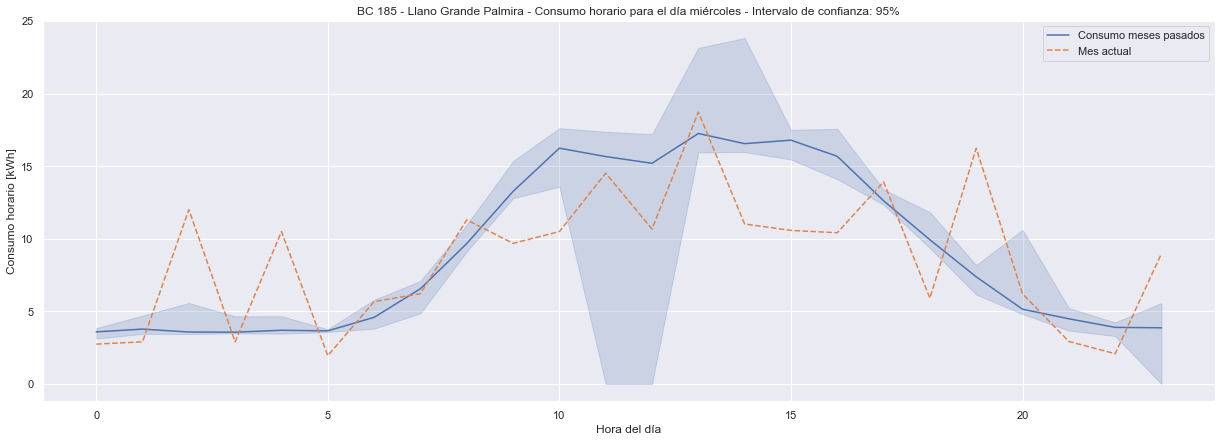 BC 185 - Llano Grande Palmira - Consumo horario para el día miércoles - Intervalo de confianza: 95%
Consumo meses pasados
Mes actual
Consumo horario [kWh]
25
20
15
10
5
0
0
5
10
15
20
Hora del día